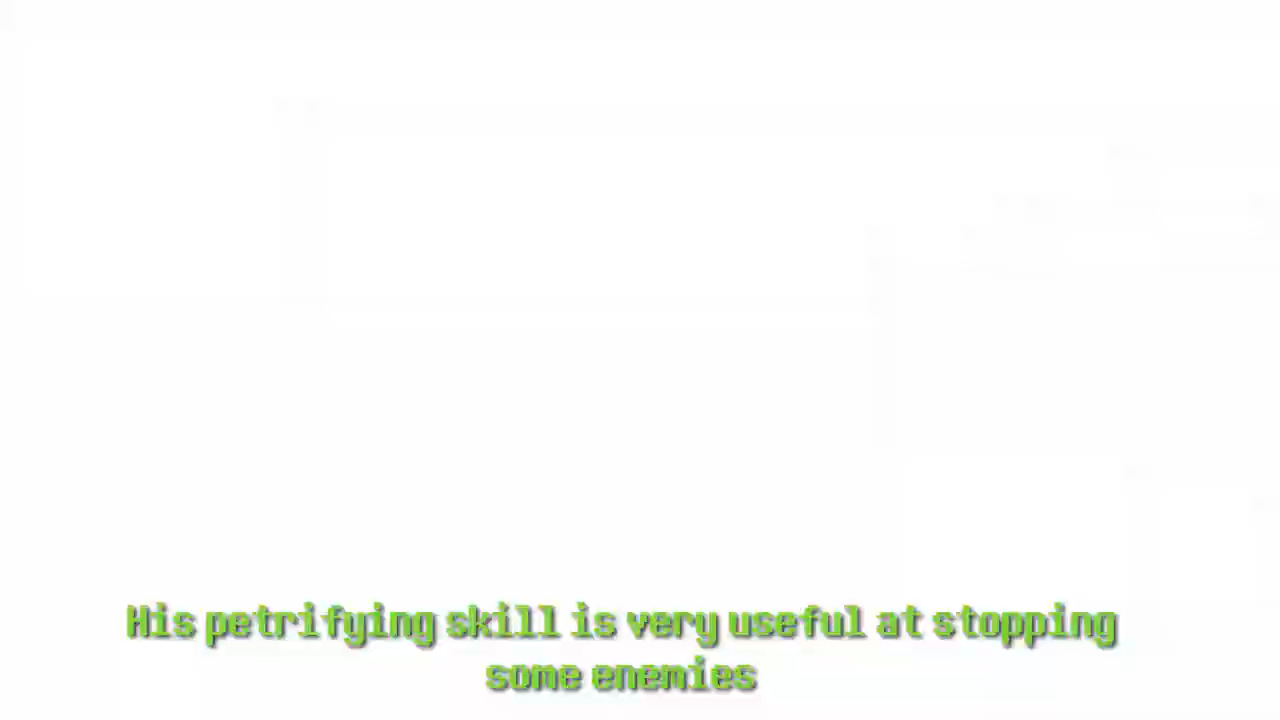 His petrifying skill is very useful at stopping
some enemies